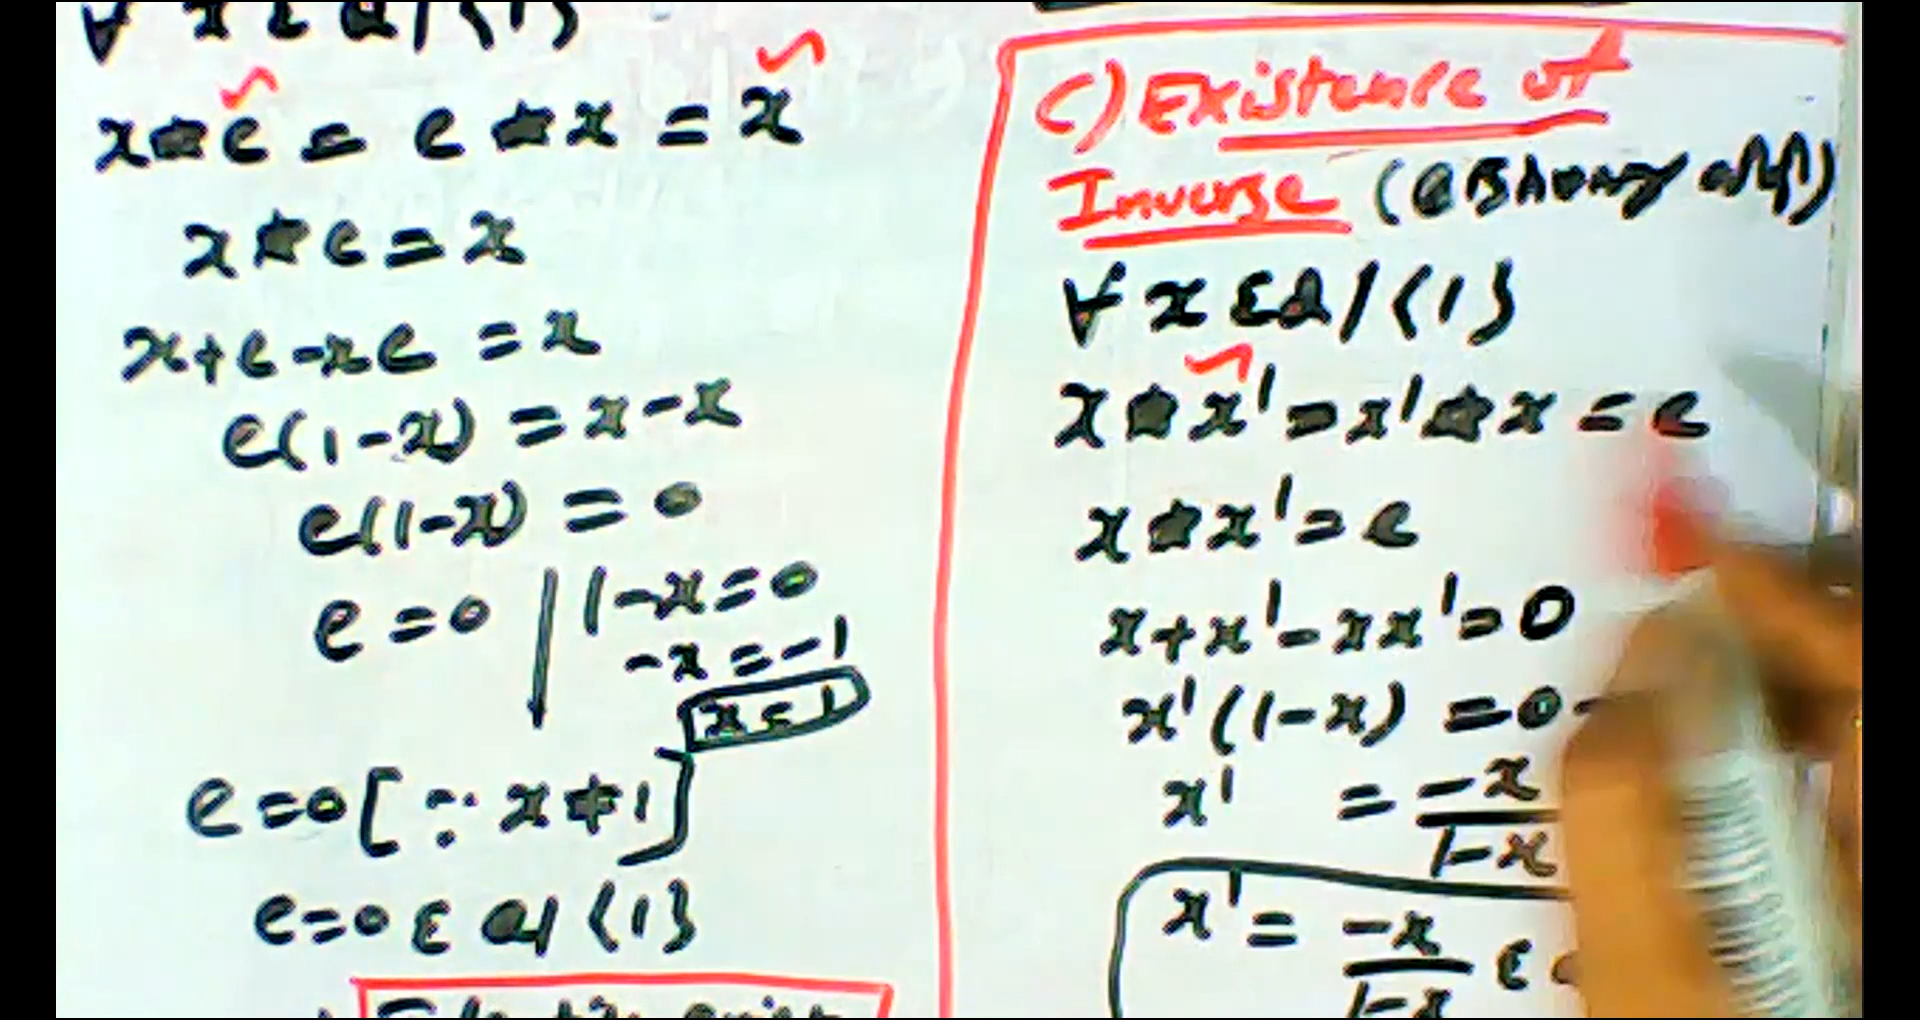 ∀ x ε Q/{1}
x * e = e * x = x
x * e = x
x + e - xe = x
e(1-x) = x - x
e(1-x) = 0
e = 0 | 1-x = 0
-x = -1
x = 1
e = 0 [∵ x ≠ 1]
e = 0 ε Q/{1}
C) Existence of
Inverse (
∀ x ε Q/{1}
x * x' = x' * x = e
x * x' = e
x + x' - xx' = 0
x'(1-x) = 0 -
x' = -x/1-x
x' = -x/1-x ε